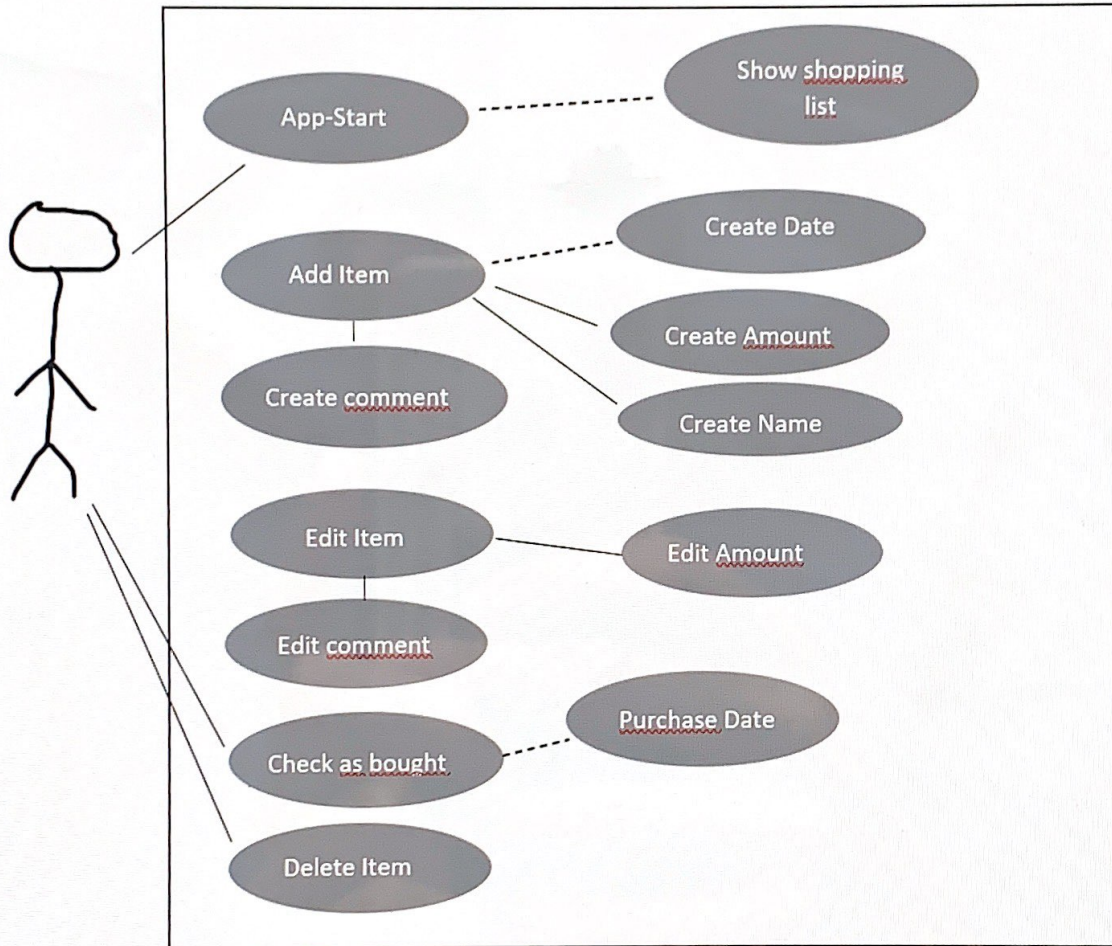 App-Start
Show shopping
list
Add Item
Create Date
Create Amount
Create comment
Create Name
Edit Item
Edit Amount
Edit comment
Purchase Date
Check as bought
Delete Item